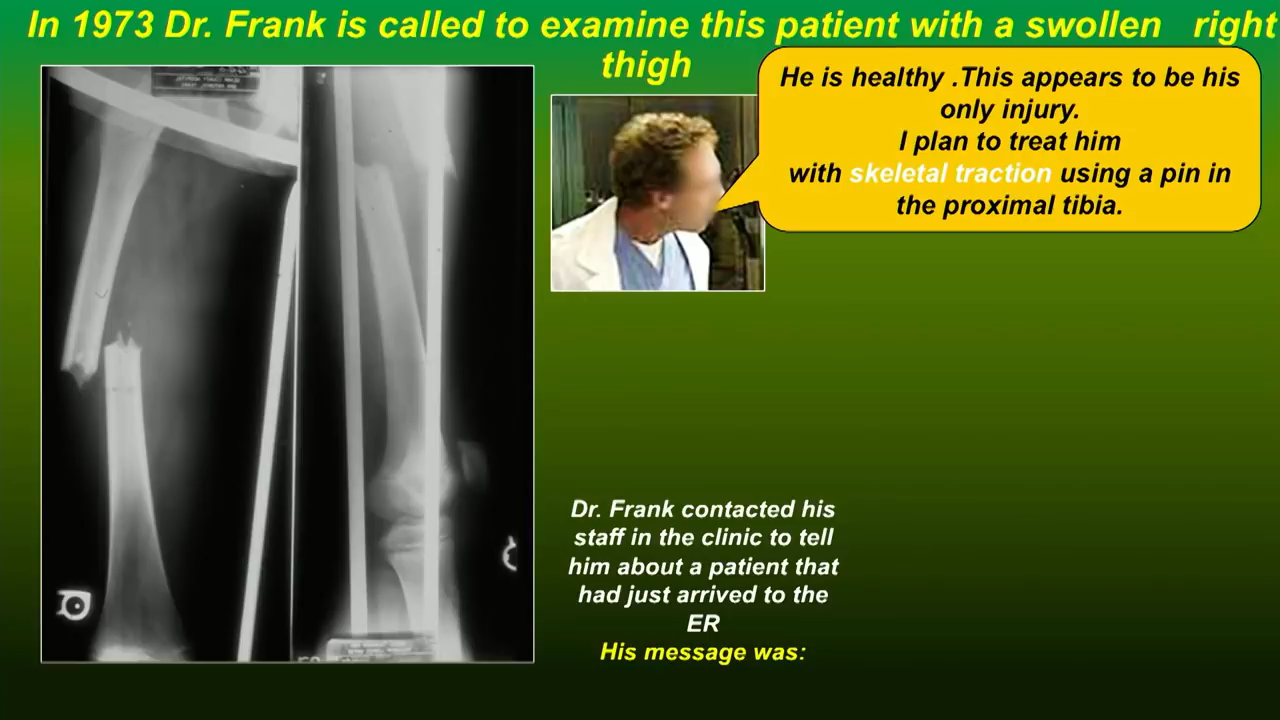 In 1973 Dr. Frank is called to examine this patient with a swollen right
thigh
He is healthy .This appears to be his
only injury.
I plan to treat him
with skeletal traction using a pin in
the proximal tibia.
Dr. Frank contacted his
staff in the clinic to tell
him about a patient that
had just arrived to the
ER
His message was: